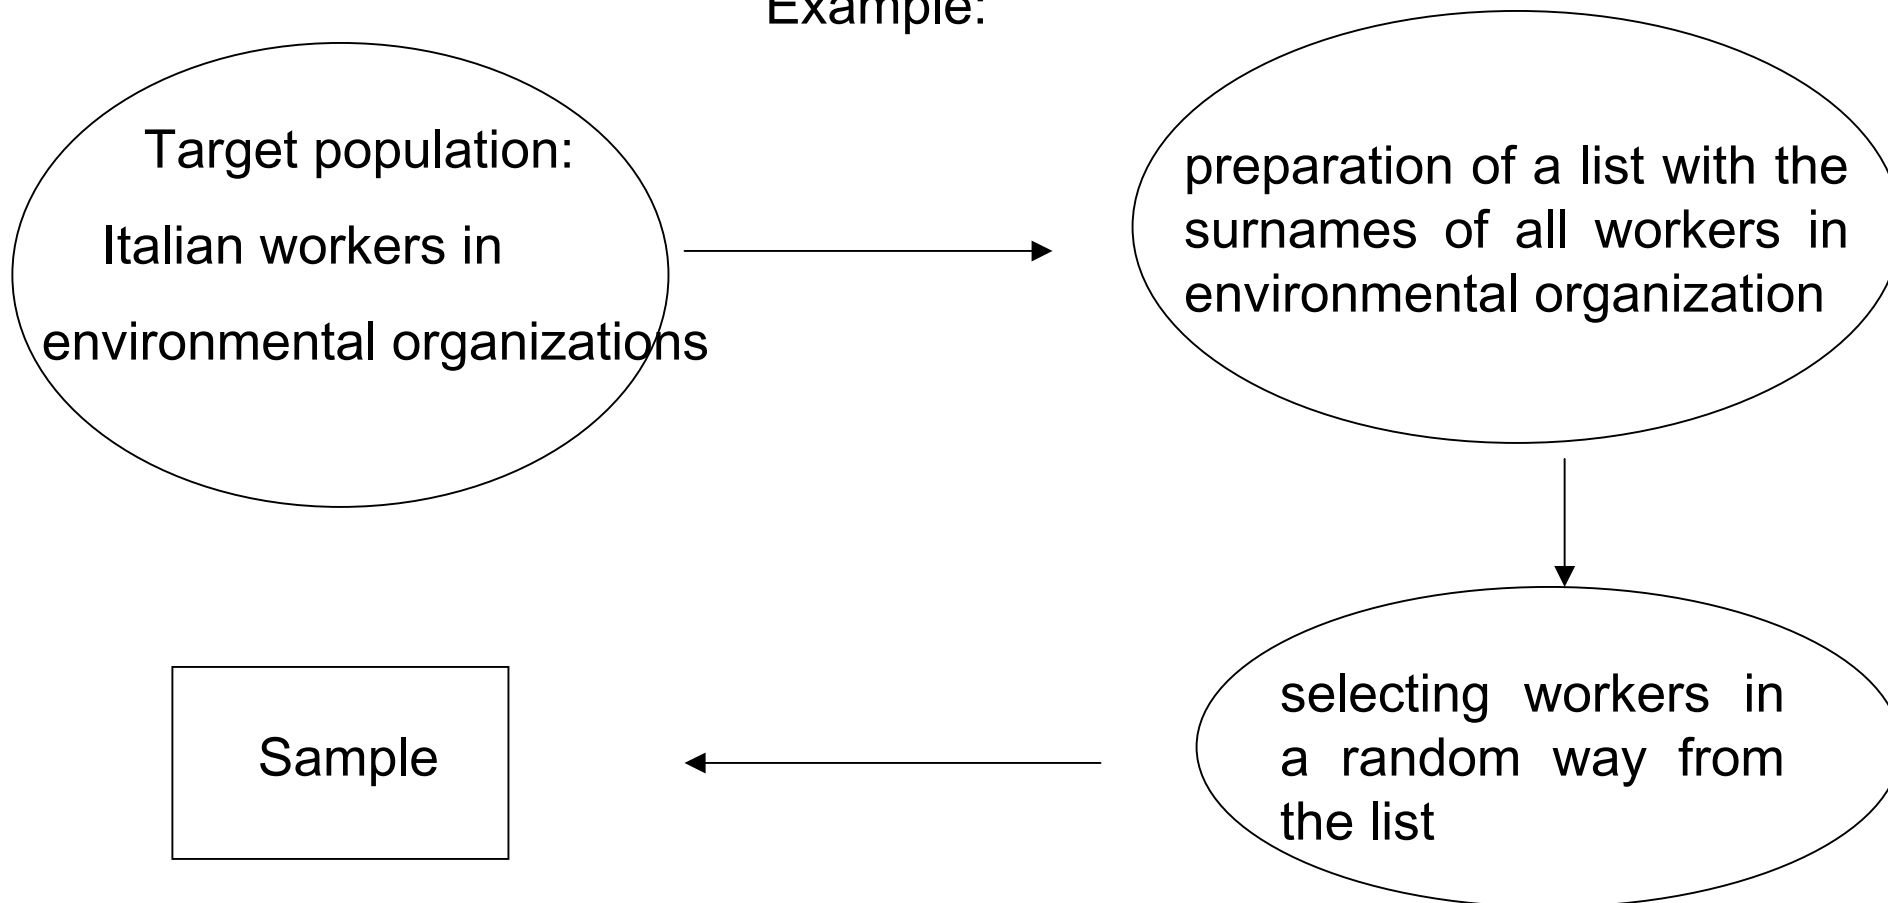 Example:
Target population:
Italian workers in
environmental organizations
preparation of a list with the
surnames of all workers in
environmental organization
selecting workers in
a random way from
the list
Sample